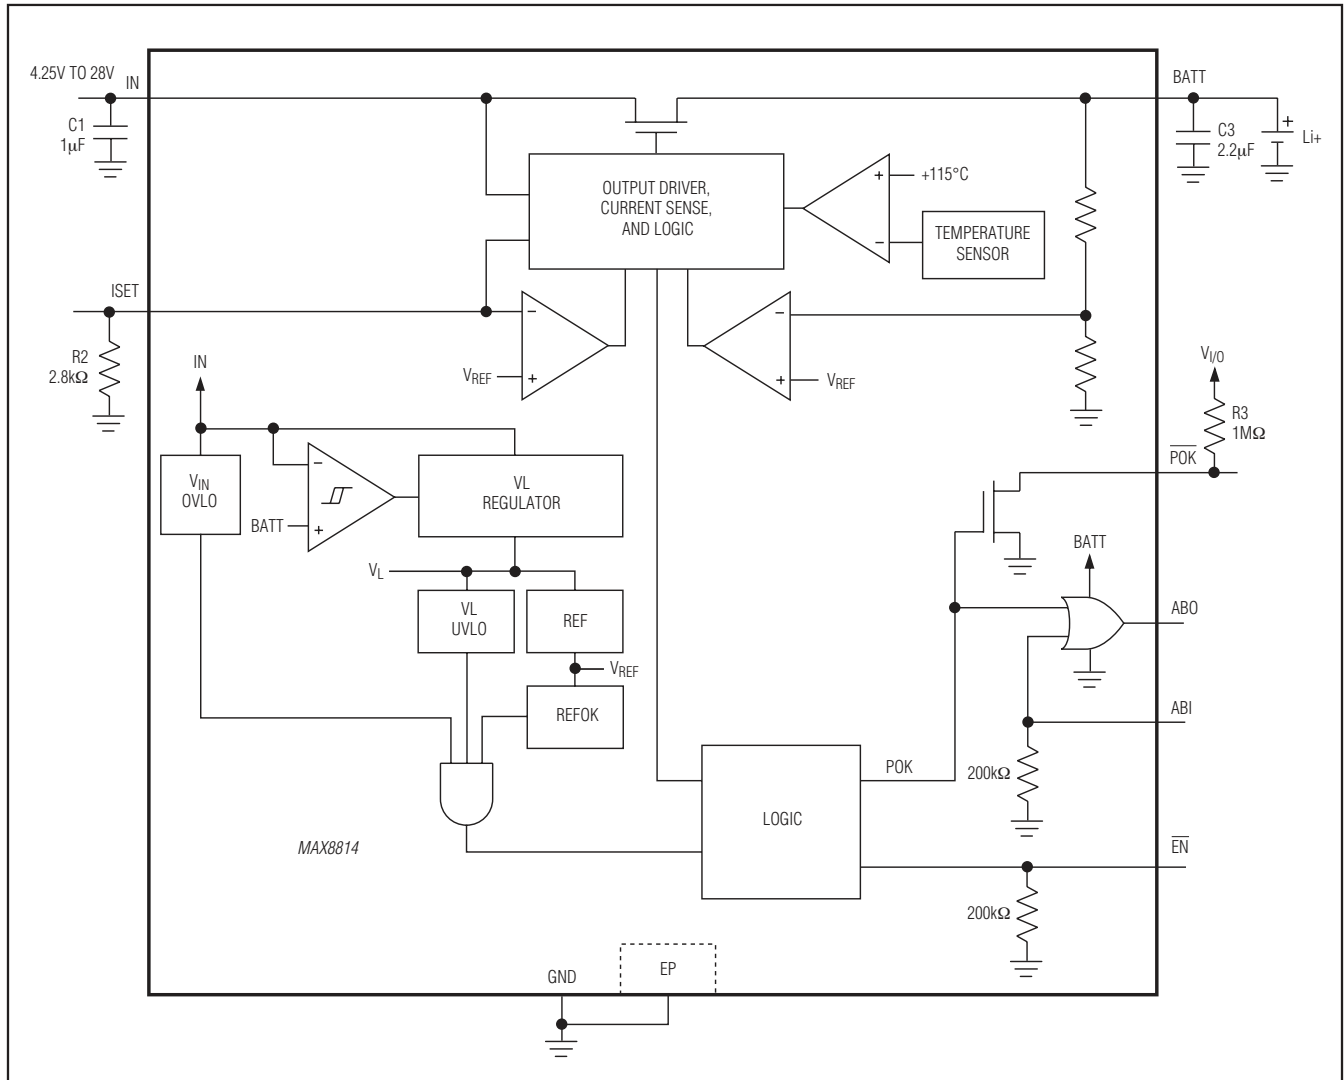 4.25V TO 28V
IN
BATT
C1
1μF
C3
2.2μF
+
Li+
OUTPUT DRIVER,
CURRENT SENSE,
AND LOGIC
+
+115°C
−
TEMPERATURE
SENSOR
ISET
−
−
R2
2.8kΩ
IN
VREF
+
+
VREF
VI/O
R3
1MΩ
POK
VIN
OVLO
−
BATT
+
VL
REGULATOR
BATT
VL
VL
UVLO
REF
ABO
VREF
REFOK
ABI
POK
200kΩ
LOGIC
MAX8814
EN
200kΩ
GND
EP